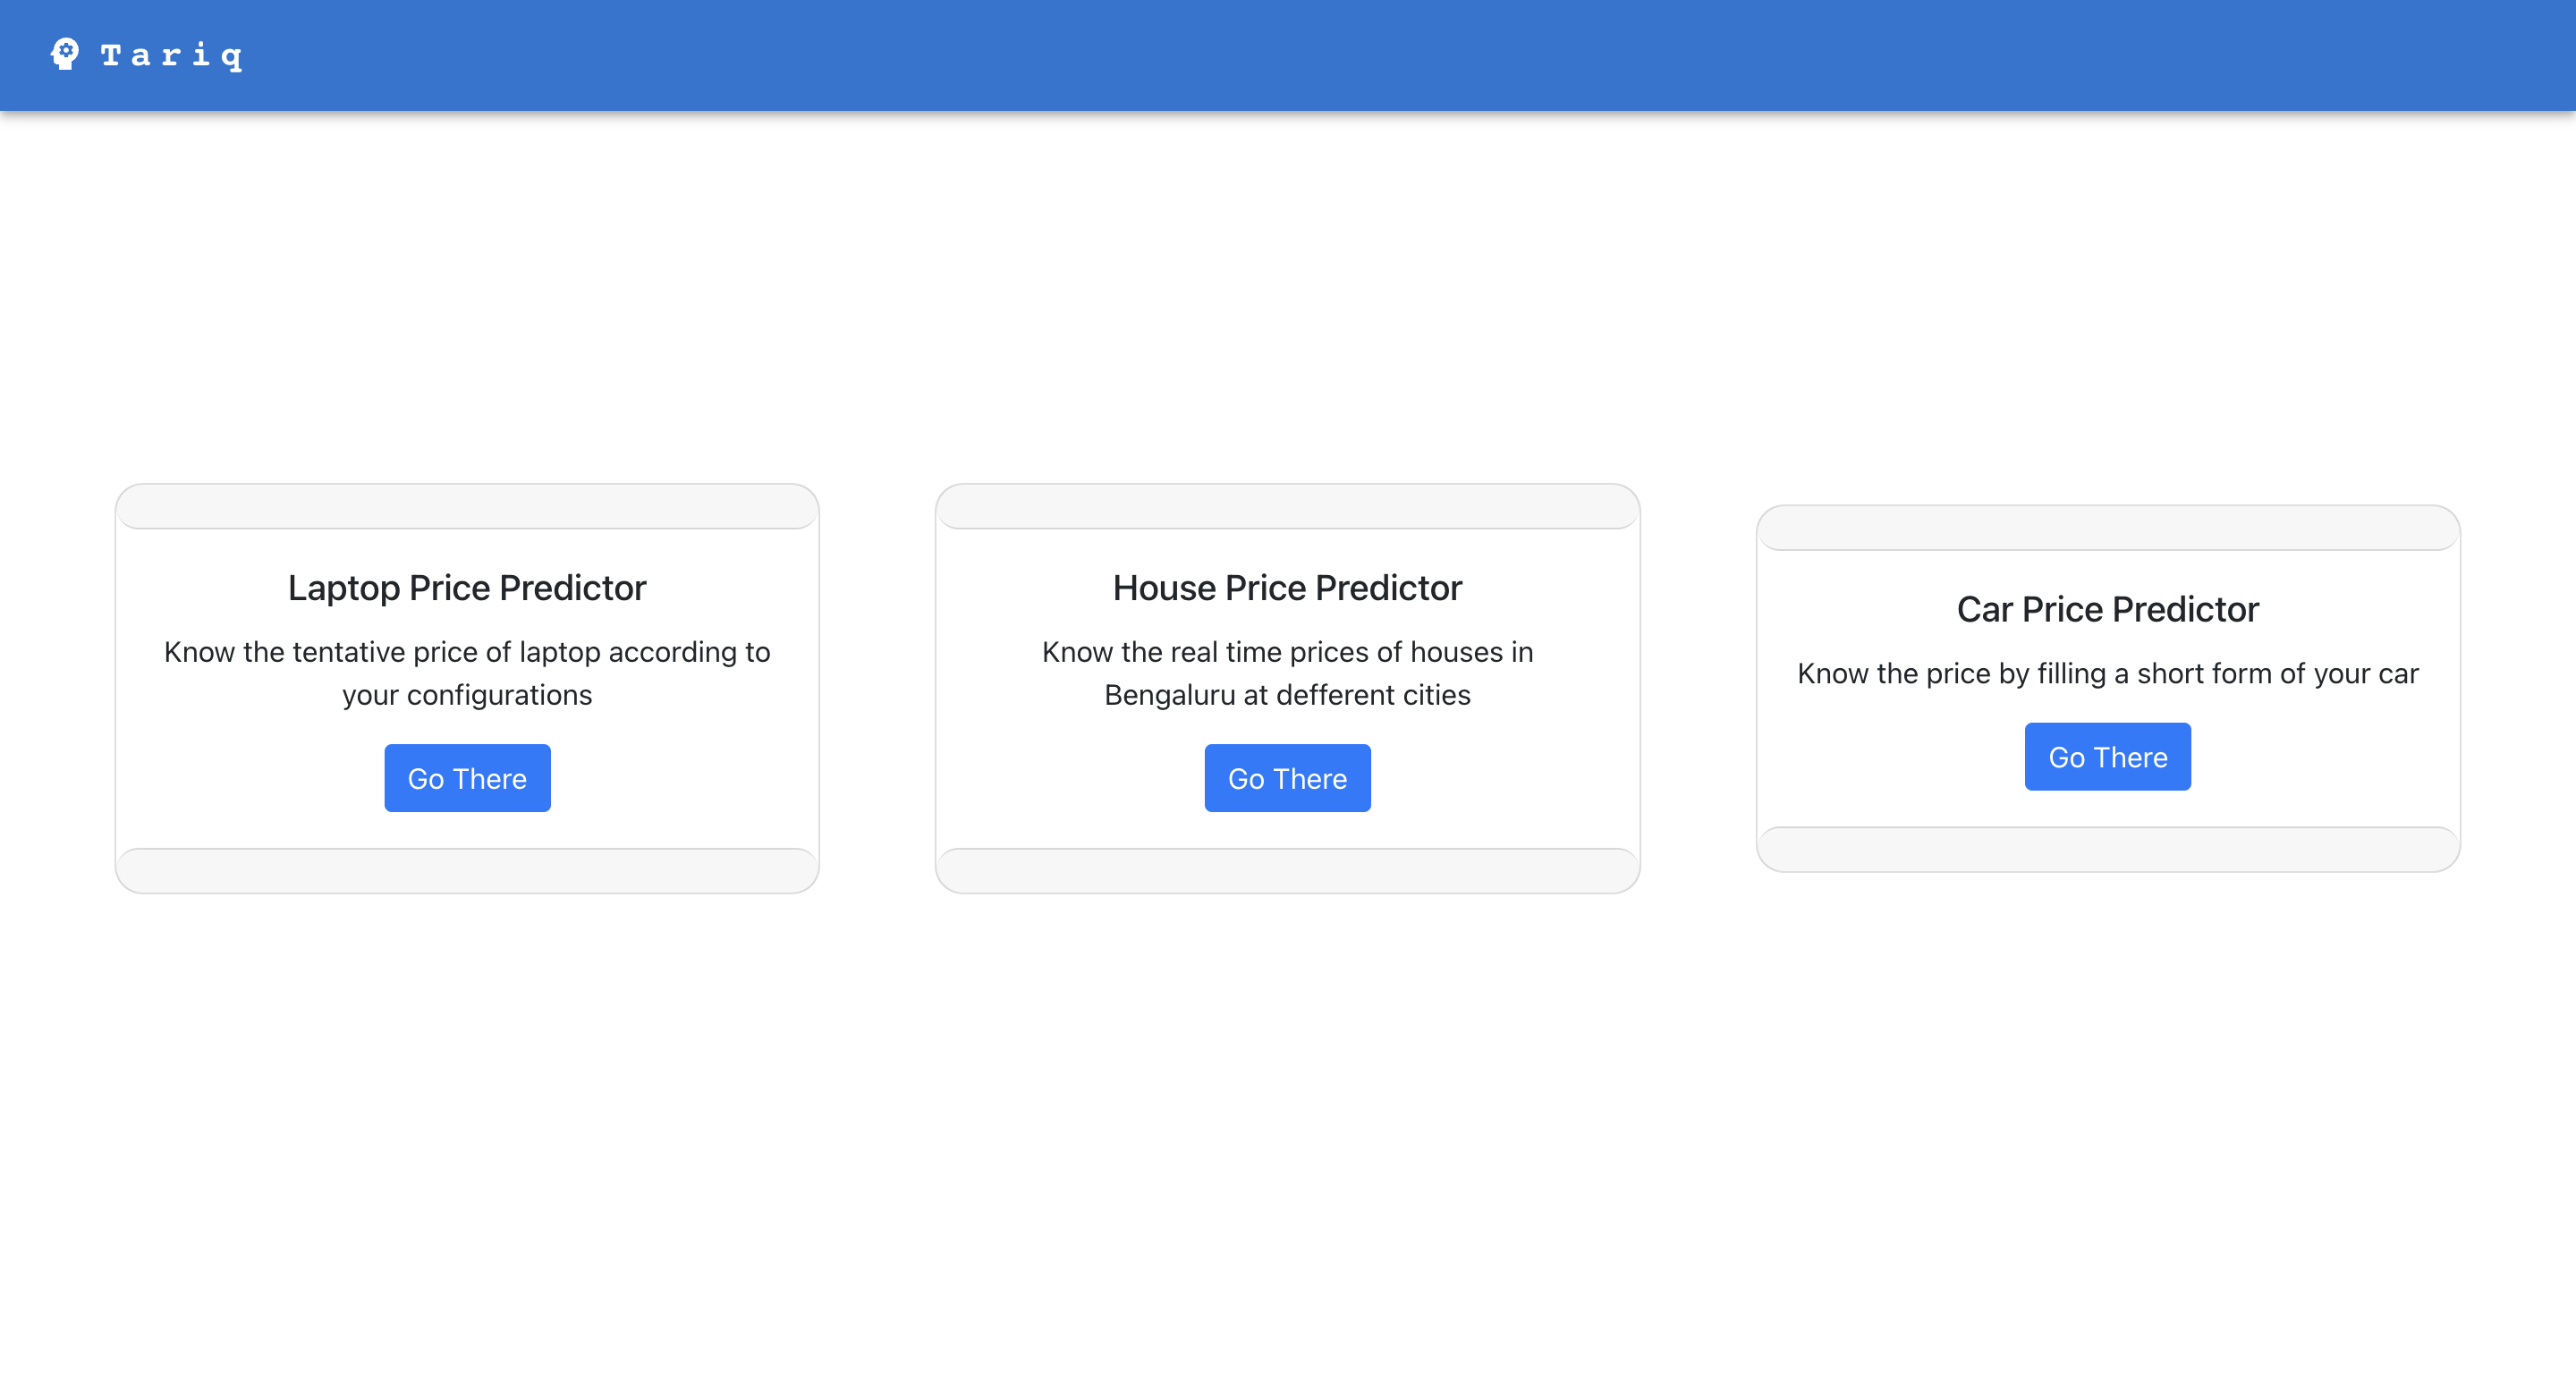 Tariq
Laptop Price Predictor
Know the tentative price of laptop according to
your configurations
Go There
House Price Predictor
Know the real time prices of houses in
Bengaluru at defferent cities
Go There
Car Price Predictor
Know the price by filling a short form of your car
Go There